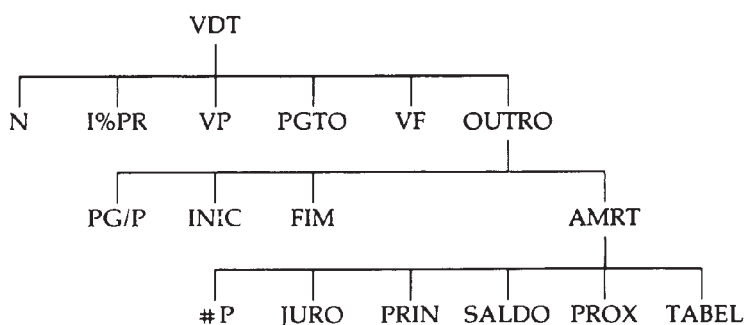 VDT
N I%PR VP PGTO VF OUTRO
PG/P INIC FIM AMRT
#P JURO PRIN SALDO PROX TABEL